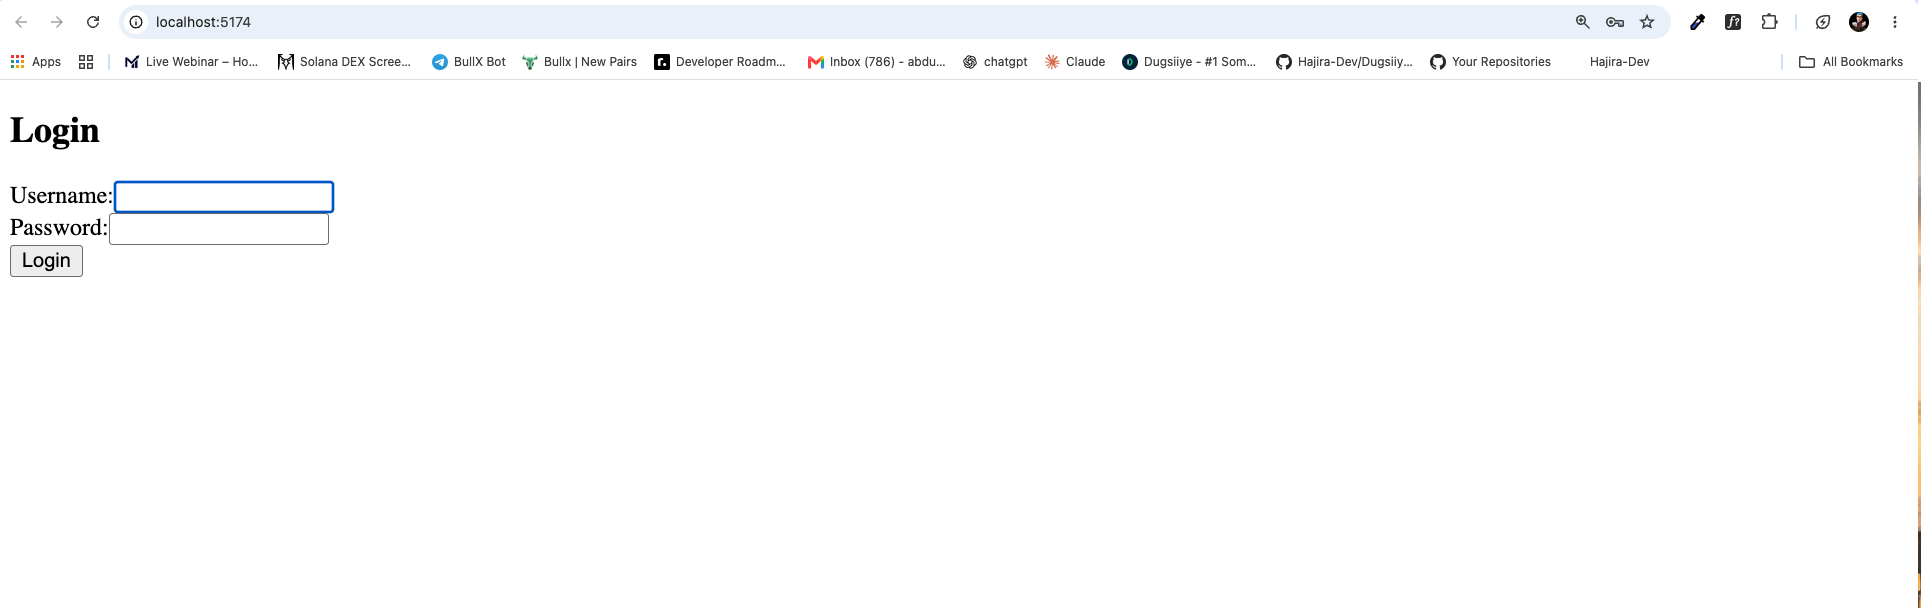 localhost:5174
Apps Live Webinar – Ho... Solana DEX Scree... BullX Bot Bullx | New Pairs Developer Roadm... Inbox (786) - abdu... chatgpt Claude Dugsiiye - #1 Som... Hajira-Dev/Dugsiiy... Your Repositories Hajira-Dev All Bookmarks
Login
Username:
Password:
Login